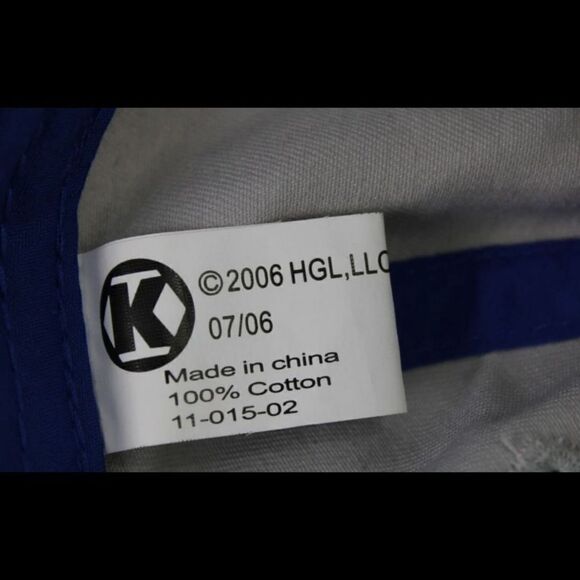 K
©2006 HGL,LLC
07/06
Made in china
100% Cotton
11-015-02